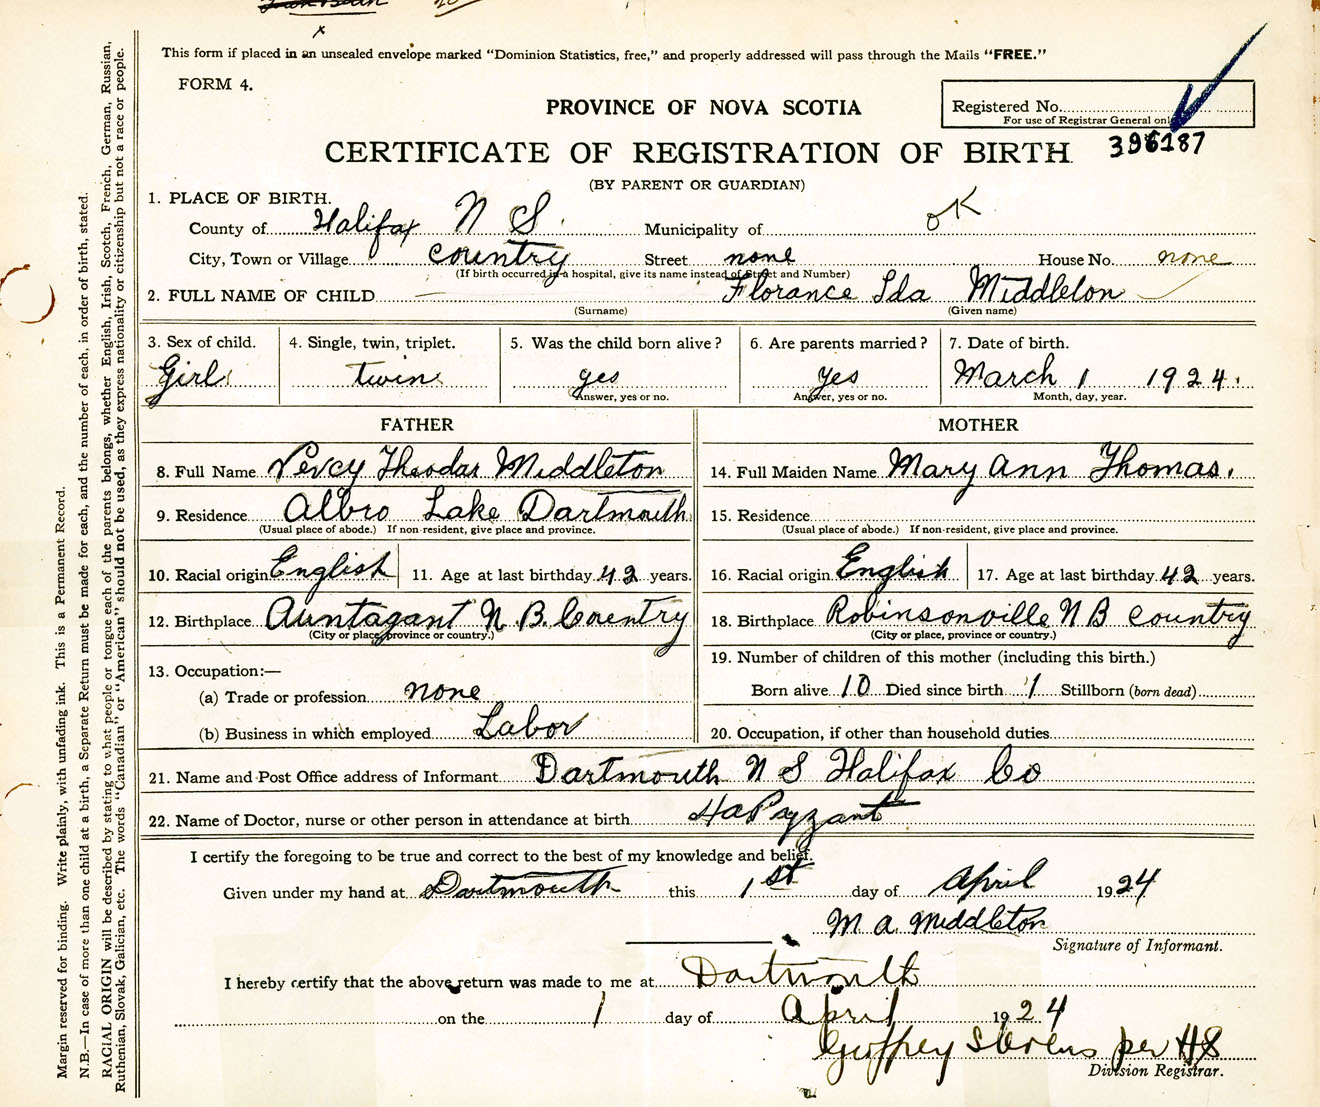 This form if placed in an unsealed envelope marked "Dominion Statistics, free," and properly addressed will pass through the Mails "FREE."
FORM 4.
PROVINCE OF NOVA SCOTIA
Registered No.
For use of Registrar General only
CERTIFICATE OF REGISTRATION OF BIRTH
396187
(BY PARENT OR GUARDIAN)
1. PLACE OF BIRTH.
OK
County of Halifax N S. Municipality of
City, Town or Village country Street none House No. none
(If birth occurred in a hospital, give its name instead of Street and Number)
2. FULL NAME OF CHILD Florance Ida Middleton
(Surname) (Given name)
3. Sex of child. 4. Single, twin, triplet. 5. Was the child born alive? 6. Are parents married? 7. Date of birth.
Girl twin yes Yes March 1 1924.
Answer, yes or no. Answer, yes or no. Month, day, year.
FATHER MOTHER
8. Full Name Percy Theodar Middleton 14. Full Maiden Name Mary Ann Thomas.
9. Residence Albro Lake Dartmouth 15. Residence
(Usual place of abode.) If non-resident, give place and province. (Usual place of abode.) If non-resident, give place and province.
10. Racial origin English 11. Age at last birthday 42 years. 16. Racial origin English 17. Age at last birthday 42 years.
12. Birthplace Auntagant N. B. Country 18. Birthplace Robinsonville N B country
(City or place, province or country.) (City or place, province or country.)
13. Occupation:— 19. Number of children of this mother (including this birth.)
(a) Trade or profession none Born alive 10 Died since birth 1 Stillborn (born dead)
(b) Business in which employed Labor 20. Occupation, if other than household duties
21. Name and Post Office address of Informant Dartmouth N S Halifax Co
22. Name of Doctor, nurse or other person in attendance at birth Ha Payzant
I certify the foregoing to be true and correct to the best of my knowledge and belief.
Given under my hand at Dartmouth this 1st day of April 1924
M A. Middleton
Signature of Informant.
I hereby certify that the above return was made to me at Dartmouth
on the 1 day of April 1924
Geoffrey Stevens per HS
Division Registrar.
Margin reserved for binding. Write plainly, with unfading ink. This is a Permanent Record.
N.B.—In case of more than one child at a birth, a Separate Return must be made for each, and the number of each, in order of birth, stated.
RACIAL ORIGIN will be described by stating to what people or tongue each of the parents belongs, whether English, Irish, Scotch, French, German, Russian,
Ruthenian, Slovak, Galician, etc. The words "Canadian" or "American" should not be used, as they express nationality or citizenship but not a race or people.